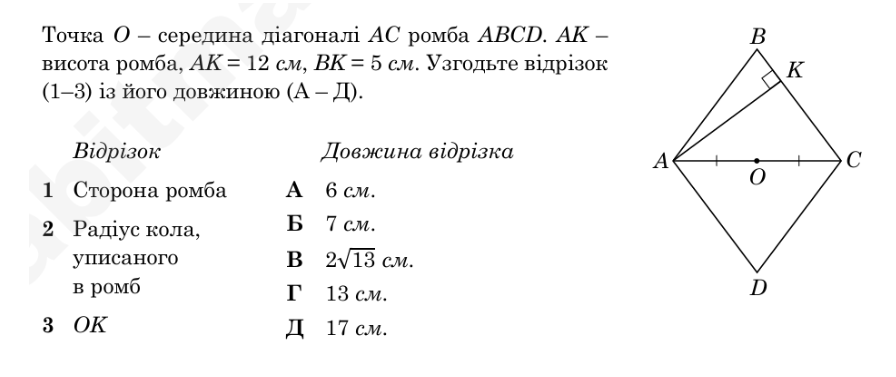 Точка O – середина діагоналі AC ромба ABCD. AK –
висота ромба, AK = 12 см, BK = 5 см. Узгодьте відрізок
(1–3) із його довжиною (А – Д).
Відрізок
Довжина відрізка
1 Сторона ромба
2 Радіус кола,
уписаного
в ромб
3 OK
А 6 см.
Б 7 см.
В 2√13 см.
Г 13 см.
Д 17 см.
B
K
A
O
C
D